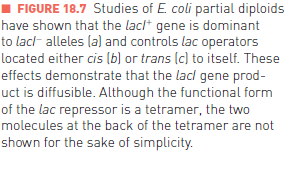 ■ FIGURE 18.7 Studies of E. coli partial diploids
have shown that the lacI⁺ gene is dominant
to lacI⁻ alleles (a) and controls lac operators
located either cis (b) or trans (c) to itself. These
effects demonstrate that the lacI gene prod-
uct is diffusible. Although the functional form
of the lac repressor is a tetramer, the two
molecules at the back of the tetramer are not
shown for the sake of simplicity.